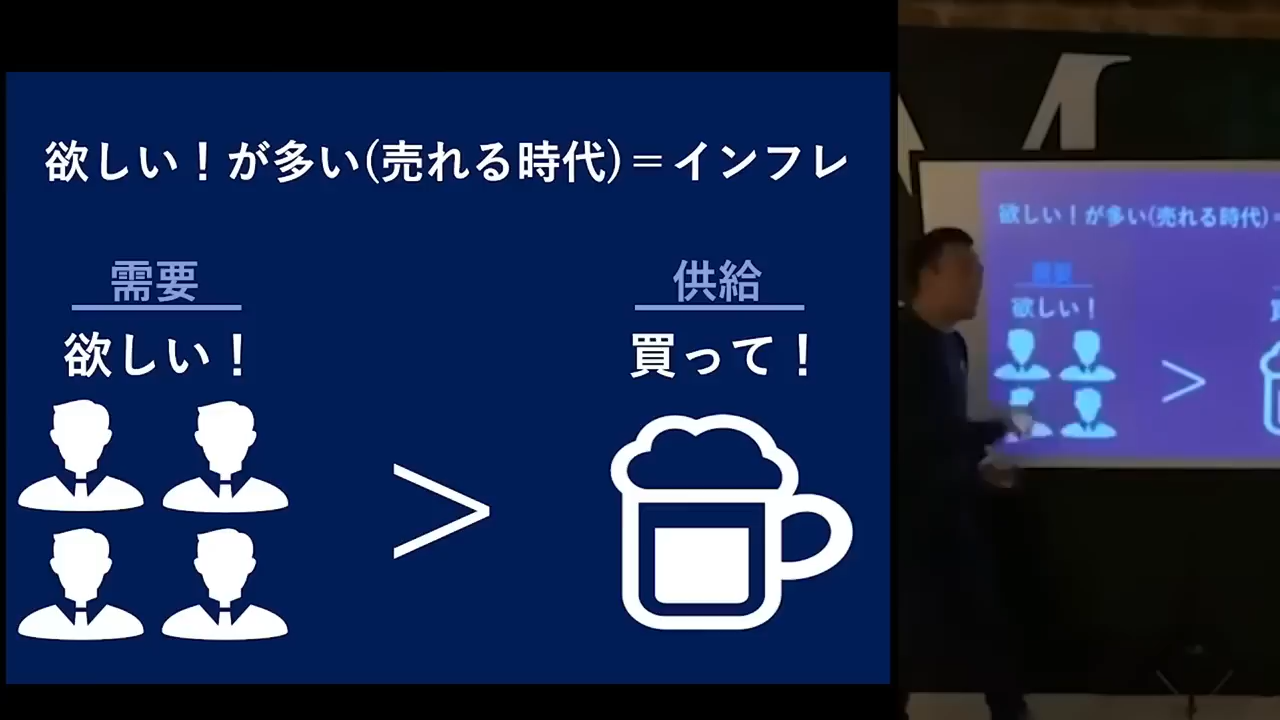 欲しい！が多い(売れる時代)＝インフレ
需要
供給
欲しい！
買って！
＞
欲しい！が多い(売れる時代)＝
需要
欲しい！
＞